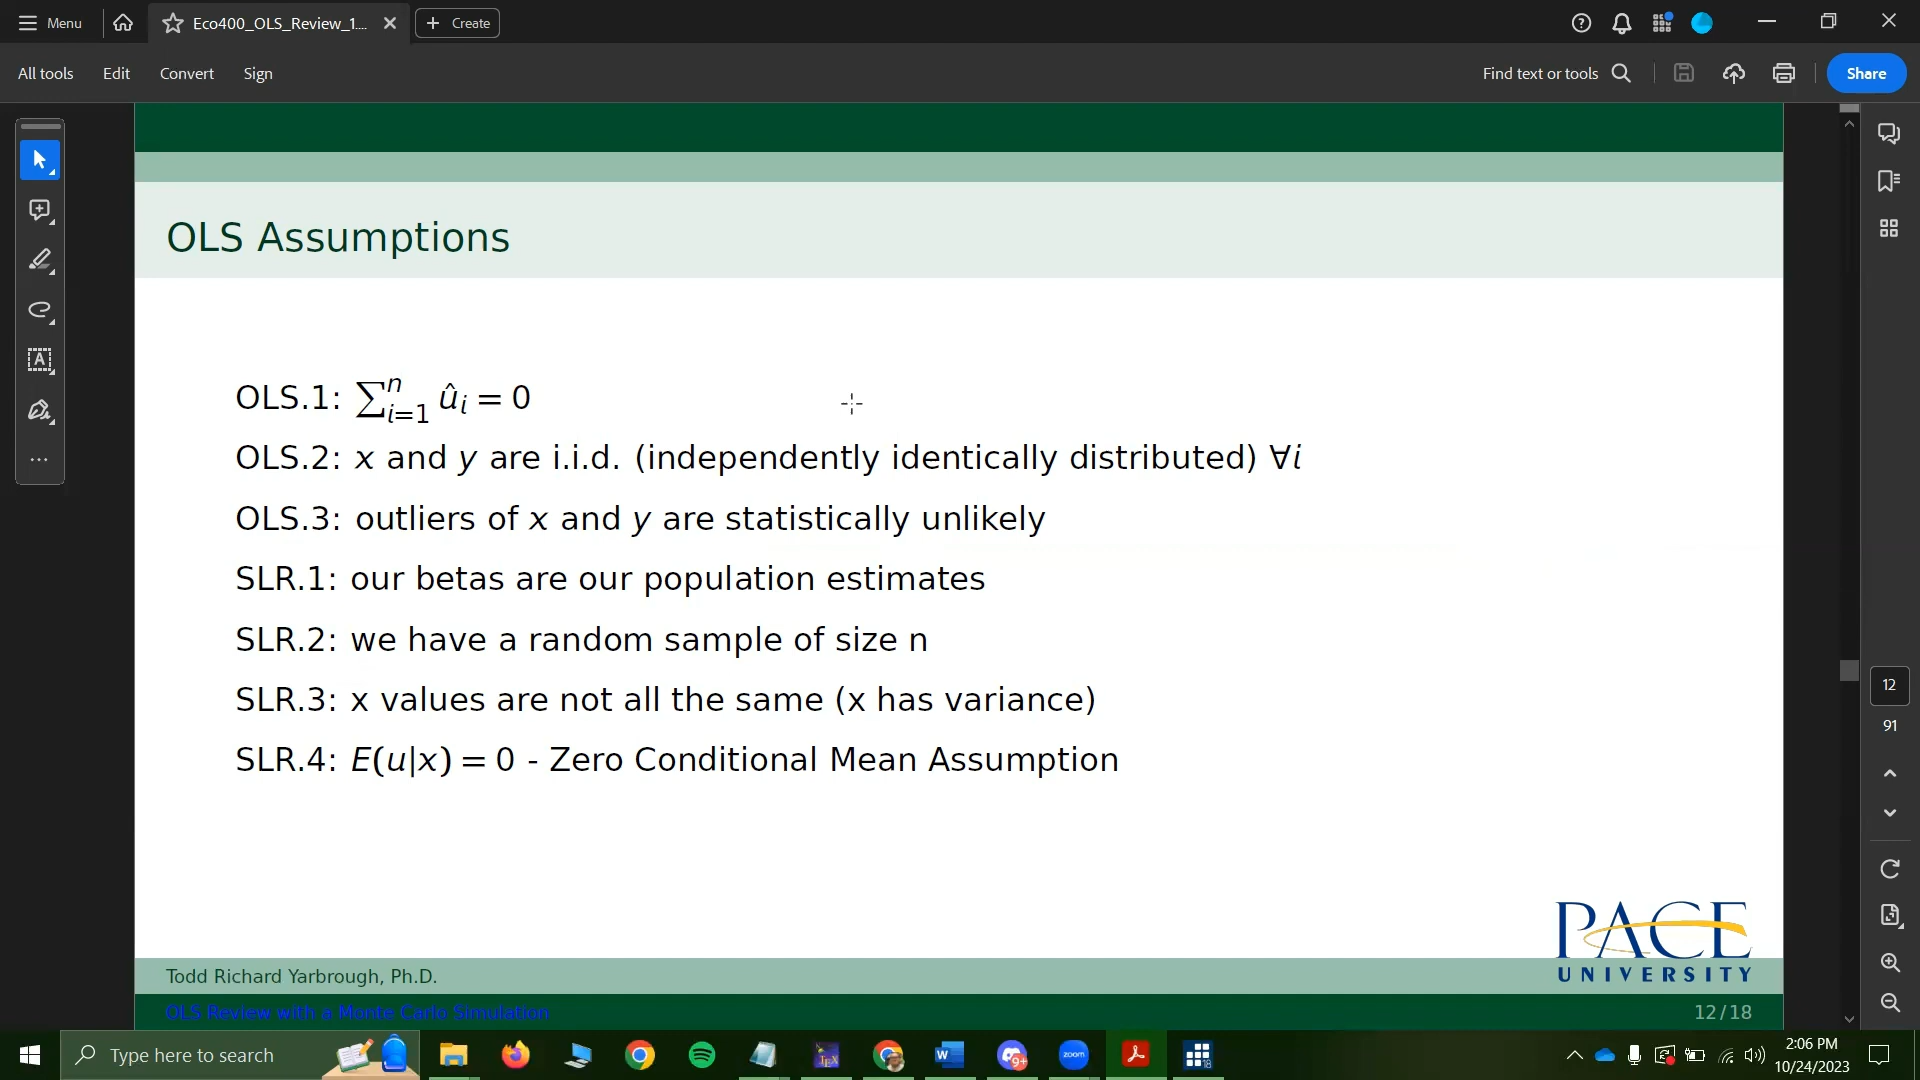 Menu
Eco400_OLS_Review_1...
Create
All tools
Edit
Convert
Sign
Find text or tools
Share
OLS Assumptions
OLS.1: ∑ⁿᵢ₌₁ ûᵢ = 0
OLS.2: x and y are i.i.d. (independently identically distributed) ∀i
OLS.3: outliers of x and y are statistically unlikely
SLR.1: our betas are our population estimates
SLR.2: we have a random sample of size n
SLR.3: x values are not all the same (x has variance)
SLR.4: E(u|x) = 0 - Zero Conditional Mean Assumption
12
91
PACE
UNIVERSITY
Todd Richard Yarbrough, Ph.D.
OLS Review with a Monte Carlo Simulation
12/18
Type here to search
TEX
W
9+
zoom
18
2:06 PM
10/24/2023